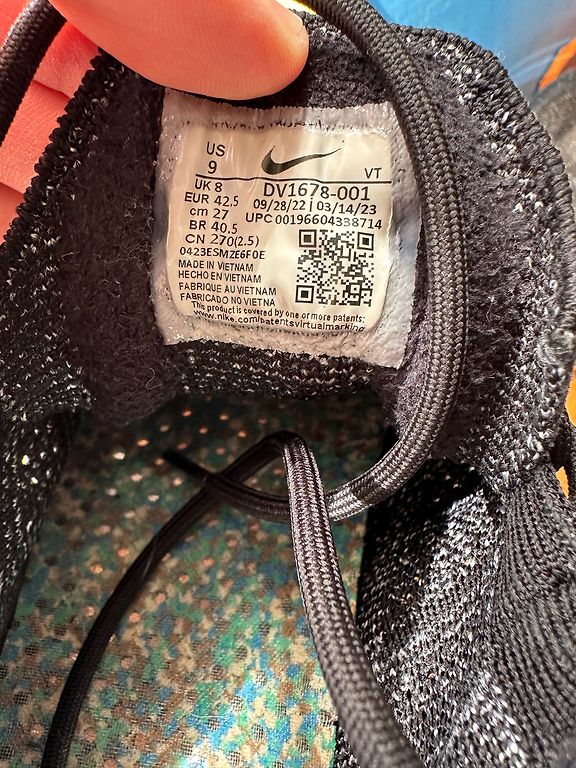 US
9
VT
UK 8
DV1678-001
EUR 42.5
09/28/22 | 03/14/23
cm 27
UPC 00196604338714
BR 40.5
CN 270(2.5)
0423ESMZE6F0E
MADE IN VIETNAM
HECHO EN VIETNAM
FABRIQUE AU VIETNAM
FABRICADO NO VIETNA
This product is covered by one or more patents:
www.nike.com/patentsvirtualmarking